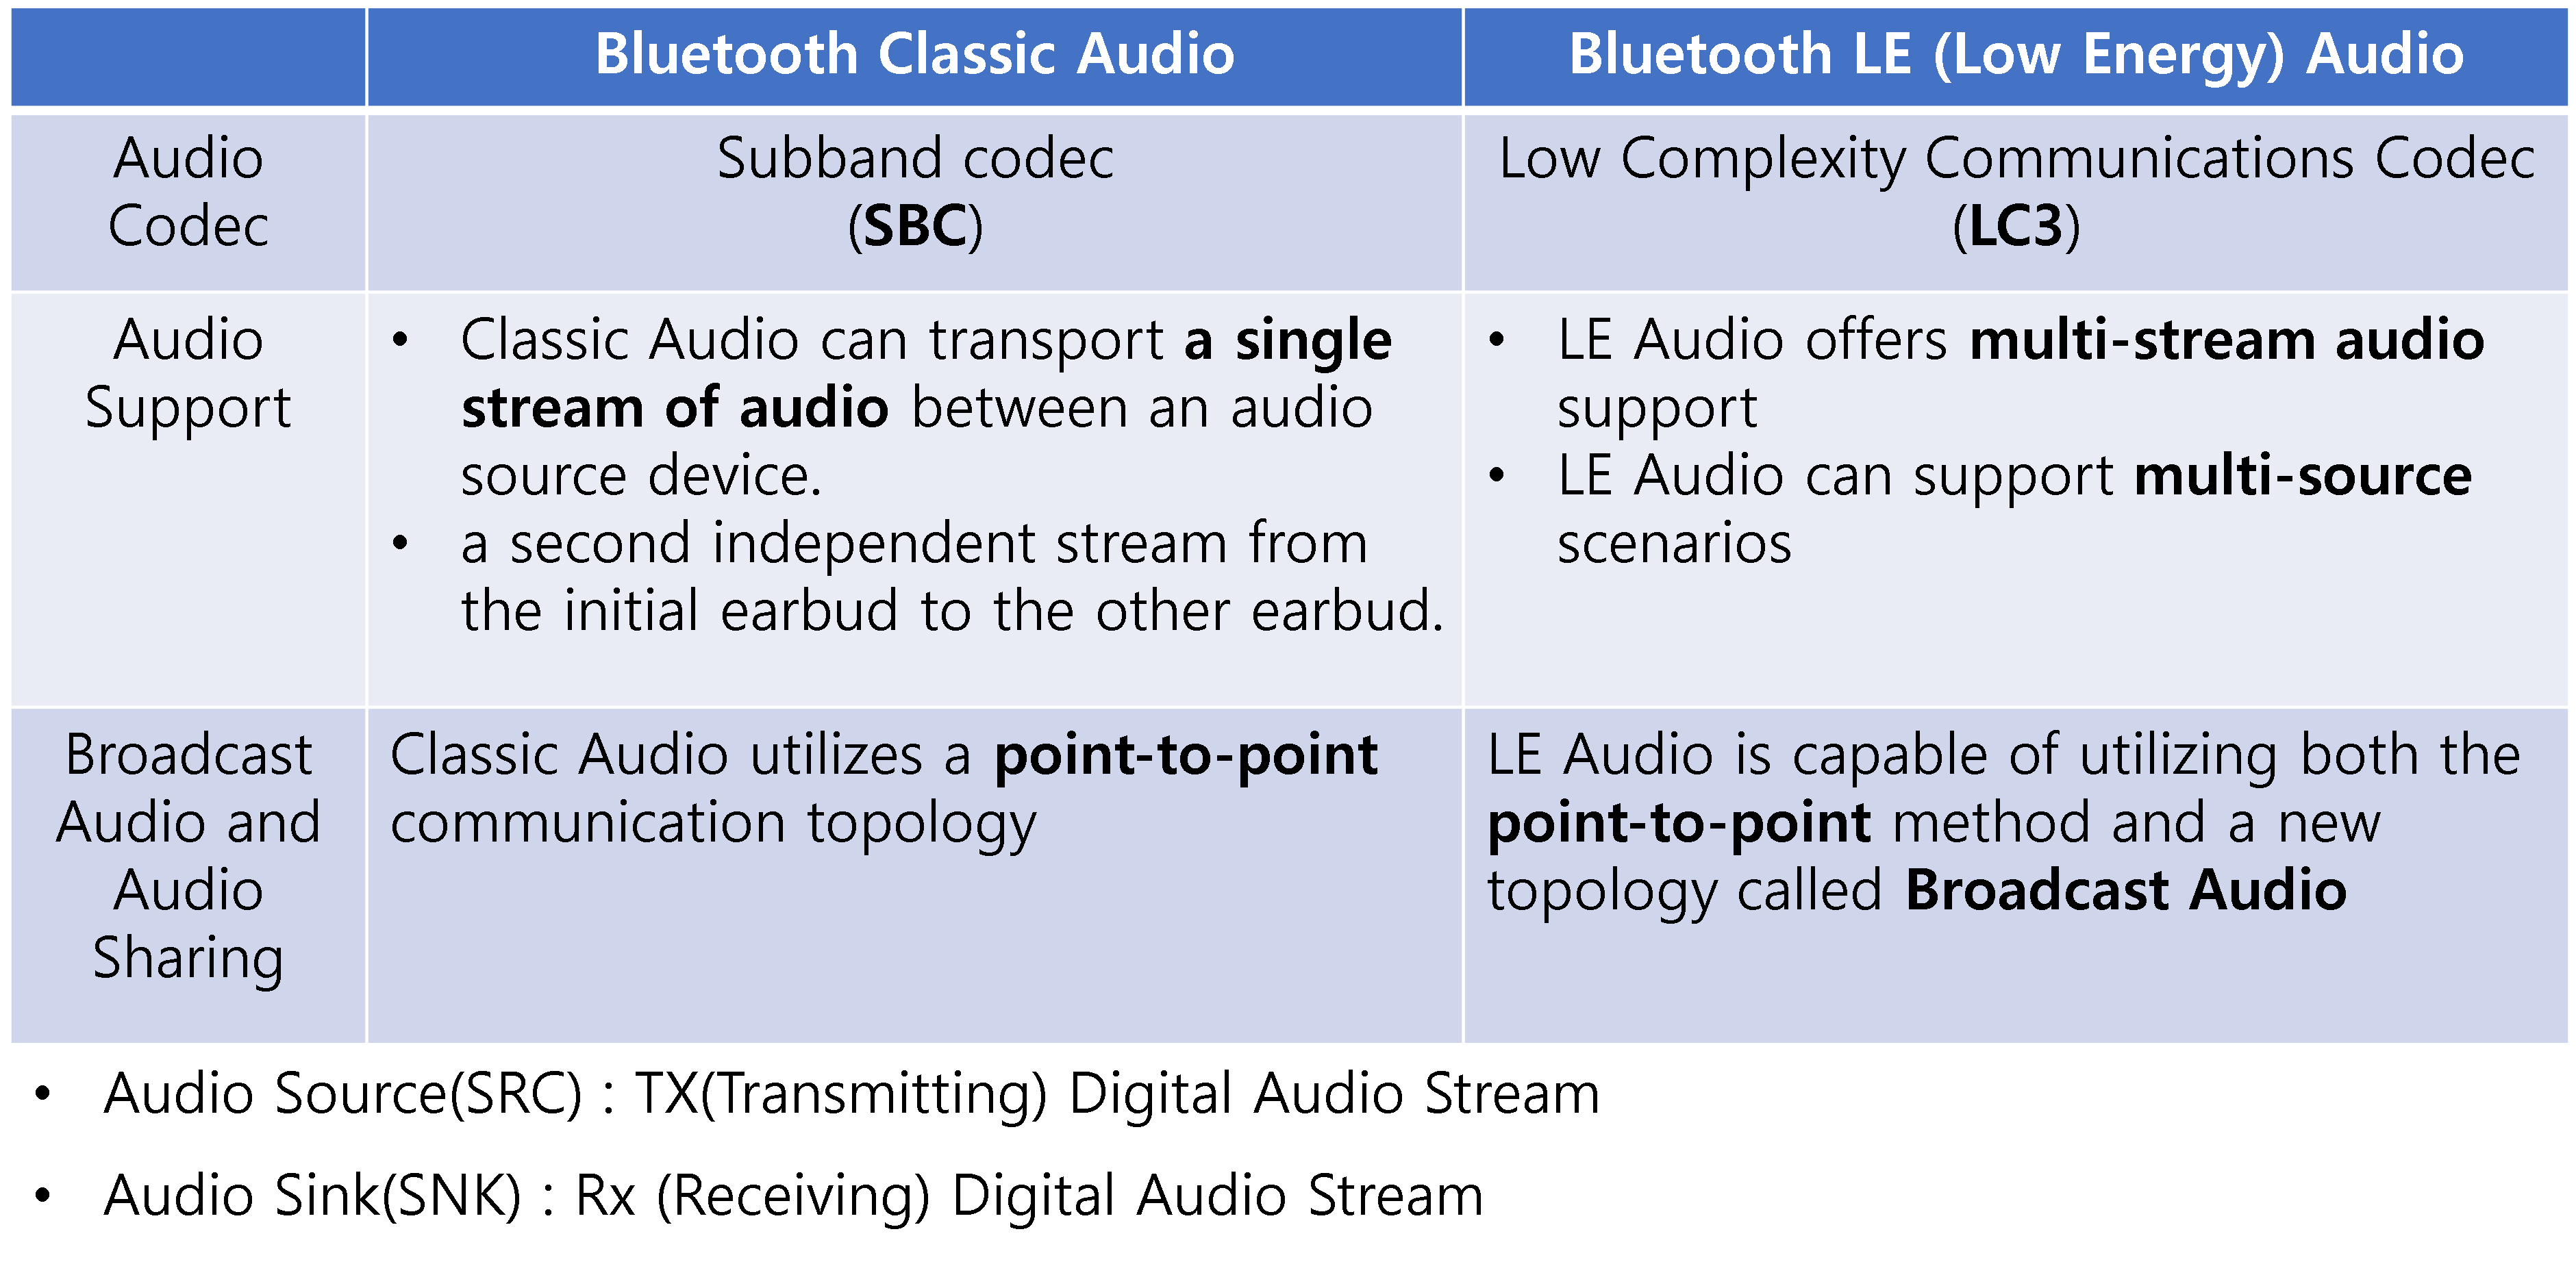 Bluetooth Classic Audio
Bluetooth LE (Low Energy) Audio
Audio
Codec
Subband codec
(SBC)
Low Complexity Communications Codec
(LC3)
Audio
Support
• Classic Audio can transport a single
stream of audio between an audio
source device.
• a second independent stream from
the initial earbud to the other earbud.
• LE Audio offers multi-stream audio
support
• LE Audio can support multi-source
scenarios
Broadcast
Audio and
Audio
Sharing
Classic Audio utilizes a point-to-point
communication topology
LE Audio is capable of utilizing both the
point-to-point method and a new
topology called Broadcast Audio
• Audio Source(SRC) : TX(Transmitting) Digital Audio Stream
• Audio Sink(SNK) : Rx (Receiving) Digital Audio Stream